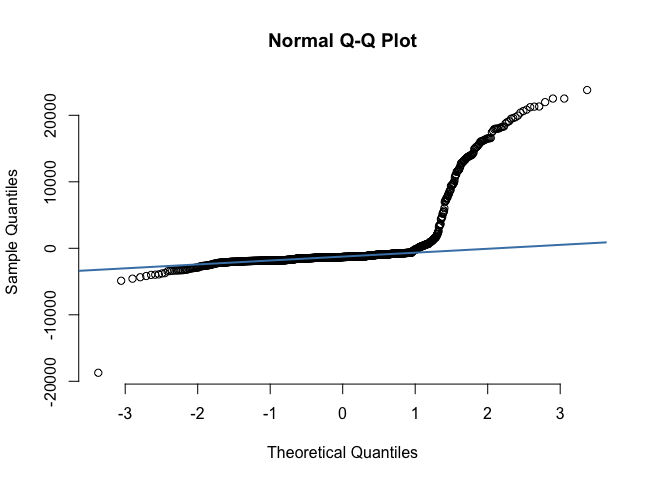 Normal Q-Q Plot
Sample Quantiles
20000
10000
0
-10000
-20000
-3 -2 -1 0 1 2 3
Theoretical Quantiles